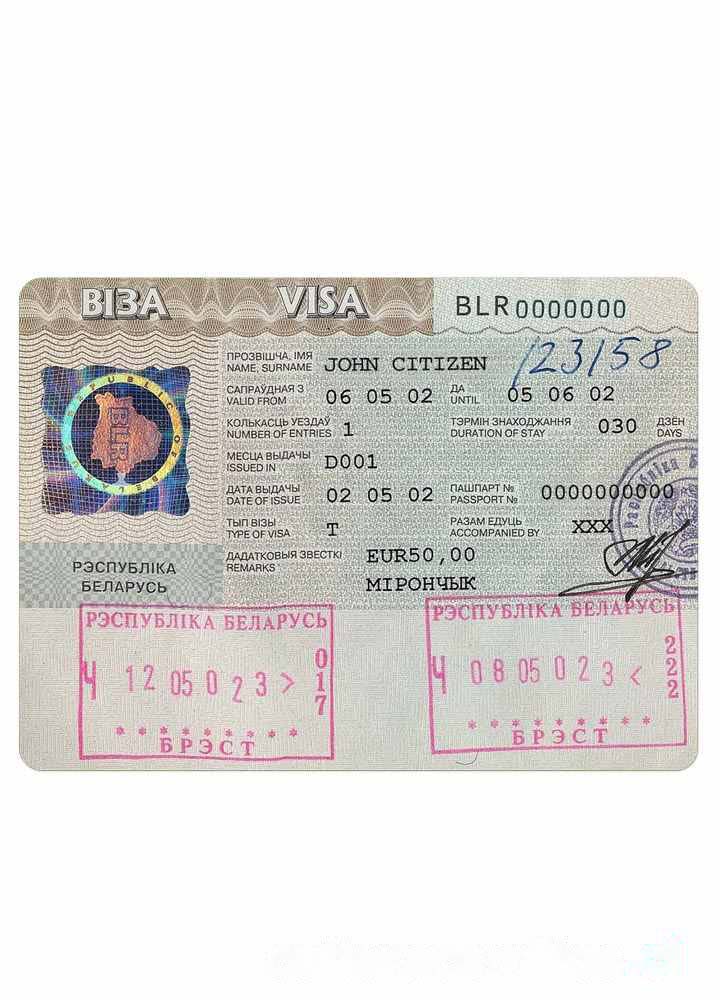 ВІЗА VISA BLR0000000
ПРОЗВІШЧА, ІМЯ
NAME, SURNAME JOHN CITIZEN 123158
САПРАЎДНАЯ З
VALID FROM 06 05 02 ДА
UNTIL 05 06 02
КОЛЬКАСЦЬ УЕЗДАЎ
NUMBER OF ENTRIES 1 ТЭРМІН ЗНАХОДЖАННЯ
DURATION OF STAY 030 ДЗЁН
DAYS
МЕСЦА ВЫДАЧЫ
ISSUED IN D001
ДАТА ВЫДАЧЫ
DATE OF ISSUE 02 05 02 ПАШПАРТ №
PASSPORT № 0000000000
ТЫП ВІЗЫ
TYPE OF VISA T РАЗАМ ЕДУЦЬ
ACCOMPANIED BY XXX
ДАДАТКОВЫЯ ЗВЕСТКІ
REMARKS EUR50,00
МІРОНЧЫК
REPUBLIC OF BELARUS
BLR
РЭСПУБЛІКА
БЕЛАРУСЬ
РЭСПУБЛІКА БЕЛАРУСЬ
Ч 12 05 0 2 3 > 017
* * * * * * * *
БРЭСТ
РЭСПУБЛІКА БЕЛАРУСЬ
Ч 08 05 0 2 3 < 222
* * * * * * * * *
БРЭСТ